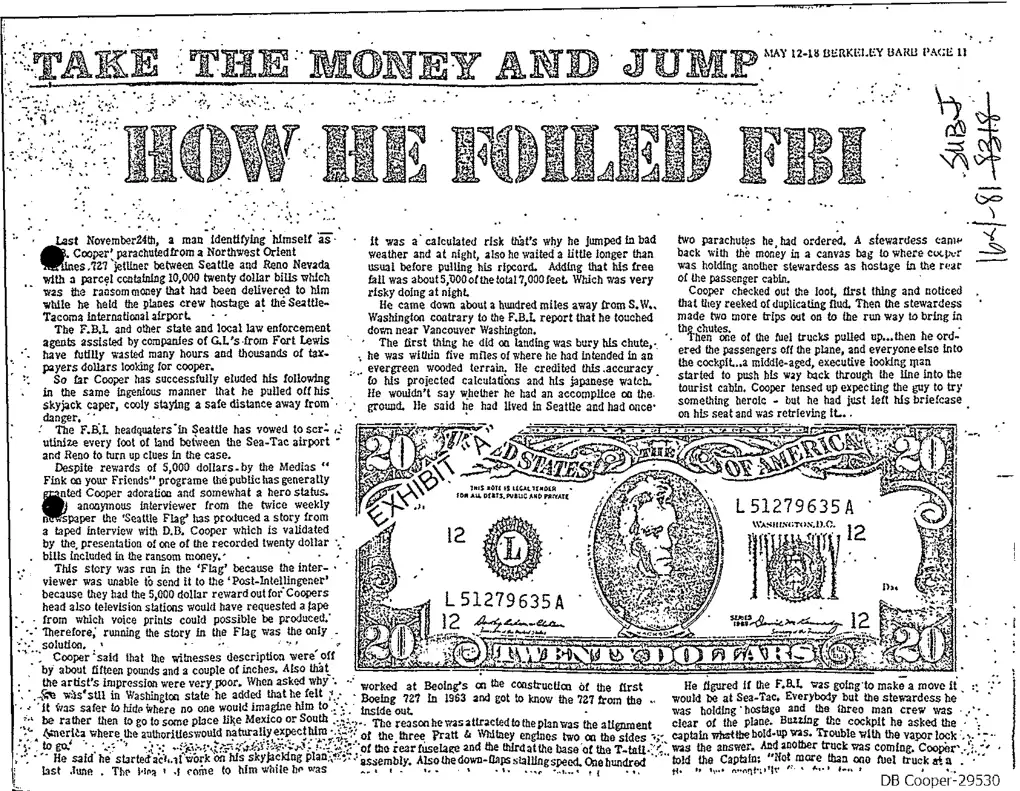 TAKE THE MONEY AND JUMP
MAY 12-18 BERKELEY BARB PAGE 11
HOW HE FOILED FBI
SUBJ
164-81-8318
Last November 24th, a man identifying himself as
Cooper' parachuted from a Northwest Orient
Airlines 727 jetliner between Seattle and Reno Nevada
with a parcel containing 10,000 twenty dollar bills which
was the ransom money that had been delivered to him
while he held the planes crew hostage at the Seattle-
Tacoma international airport.
The F.B.I. and other state and local law enforcement
agents assisted by companies of G.I.'s from Fort Lewis
have futilly wasted many hours and thousands of tax-
payers dollars looking for cooper.
So far Cooper has successfully eluded his following
in the same ingenious manner that he pulled off his
skyjack caper, cooly staying a safe distance away from
danger.
The F.B.I. headquaters in Seattle has vowed to scr-
utinize every foot of land between the Sea-Tac airport
and Reno to turn up clues in the case.
Despite rewards of 5,000 dollars by the Medias "
Fink on your Friends" programe the public has generally
granted Cooper adoration and somewhat a hero status.
anonymous interviewer from the twice weekly
newspaper the 'Seattle Flag' has produced a story from
a taped interview with D.B. Cooper which is validated
by the presentation of one of the recorded twenty dollar
bills included in the ransom money.
This story was run in the 'Flag' because the inter-
viewer was unable to send it to the 'Post-Intellingener'
because they had the 5,000 dollar reward out for Coopers
head also television stations would have requested a tape
from which voice prints could possible be produced.
Therefore, running the story in the Flag was the only
solution.
Cooper said that the witnesses description were off
by about fifteen pounds and a couple of inches. Also that
the artist's impression were very poor. When asked why
he was stil in Washington state he added that he felt
it was safer to hide where no one would imagine him to
be rather then to go to some place like Mexico or South
America where the authorities would naturally expect him
to go.
He said he started actual work on his skyjacking plan
last June . The idea come to him while he was
it was a calculated risk that's why he jumped in bad
weather and at night, also he waited a little longer than
usual before pulling his ripcord. Adding that his free
fall was about 5,000 of the total 7,000 feet. Which was very
risky doing at night.
He came down about a hundred miles away from S.W.
Washington contrary to the F.B.I. report that he touched
down near Vancouver Washington.
The first thing he did on landing was bury his chute,
he was within five miles of where he had intended in an
evergreen wooded terrain. He credited this accuracy
to his projected calculations and his japanese watch.
He wouldn't say whether he had an accomplice on the
ground. He said he had lived in Seattle and had once
two parachutes he had ordered. A stewardess came
back with the money in a canvas bag to where cooper
was holding another stewardess as hostage in the rear
of the passenger cabin.
Cooper checked out the loot, first thing and noticed
that they reeked of duplicating flud. Then the stewardess
made two more trips out on to the run way to bring in
the chutes.
Then one of the fuel trucks pulled up...then he ord-
ered the passengers off the plane, and everyone else into
the cockpit...a middle-aged, executive looking man
started to push his way back through the line into the
tourist cabin. Cooper tensed up expecting the guy to try
something heroic - but he had just left his briefcase
on his seat and was retrieving it...
EXHIBIT "A"
20
D STATES
THE
OF AMERICA
20
THIS NOTE IS LEGAL TENDER
FOR ALL DEBTS, PUBLIC AND PRIVATE
L 51279635 A
WASHINGTON, D.C.
12
12
L
L 51279635 A
12
12
SERIES
JACKSON
20
TWENTY DOLLARS
20
worked at Beoing's on the construction of the first
Boeing 727 in 1963 and got to know the 727 from the
inside out.
The reason he was attracted to the plan was the alignment
of the three Pratt & Whitney engines two on the sides
of the rear fuselage and the third at the base of the T-tail
assembly. Also the down-flaps stalling speed. One hundred
He figured if the F.B.I. was going to make a move it
would be at Sea-Tac. Everybody but the stewardess he
was holding hostage and the three man crew was
clear of the plane. Buzzing the cockpit he asked the
captain what the hold-up was. Trouble with the vapor lock
was the answer. And another truck was coming. Cooper
told the Captain: "Not more than one fuel truck at a
DB Cooper-29530